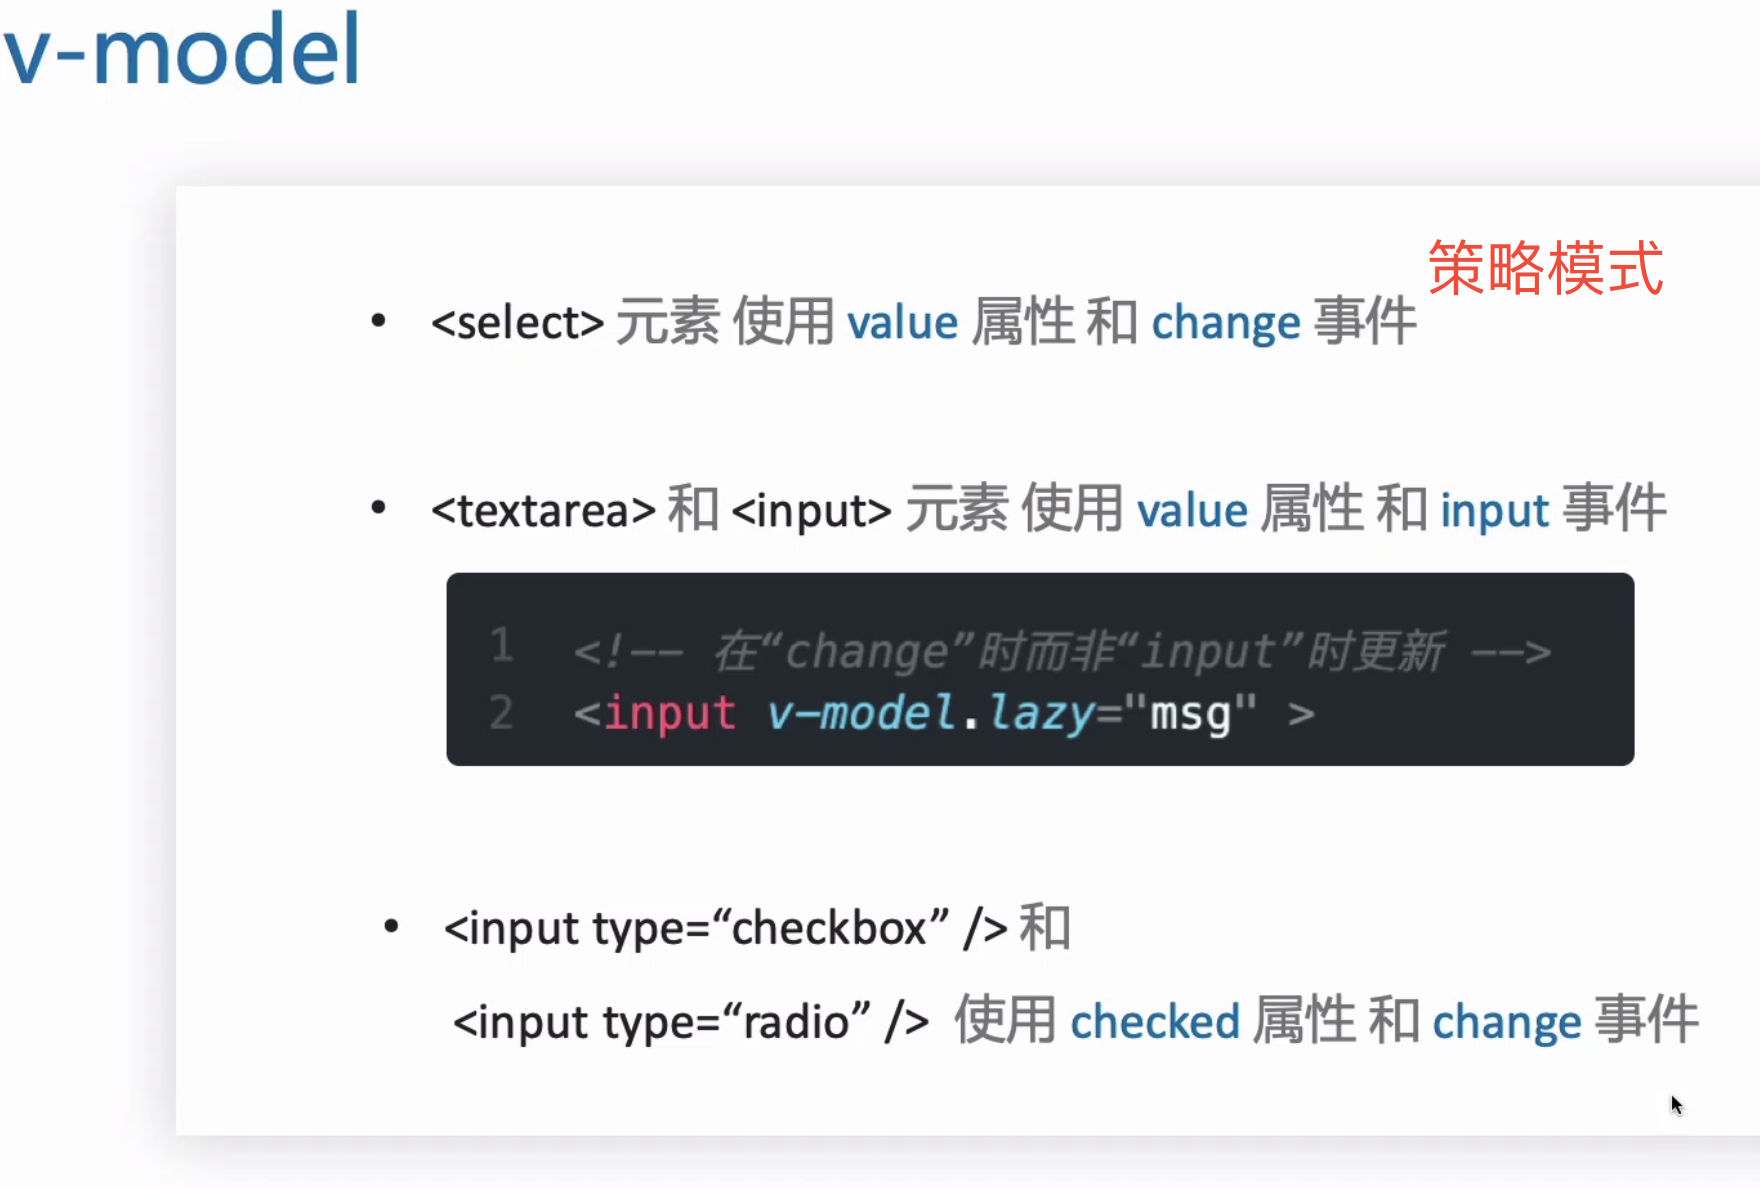 v-model
策略模式
• <select> 元素 使用 value 属性 和 change 事件
• <textarea> 和 <input> 元素 使用 value 属性 和 input 事件
1 <!-- 在“change”时而非“input”时更新 -->
2 <input v-model.lazy="msg" >
• <input type=“checkbox” /> 和
<input type=“radio” /> 使用 checked 属性 和 change 事件